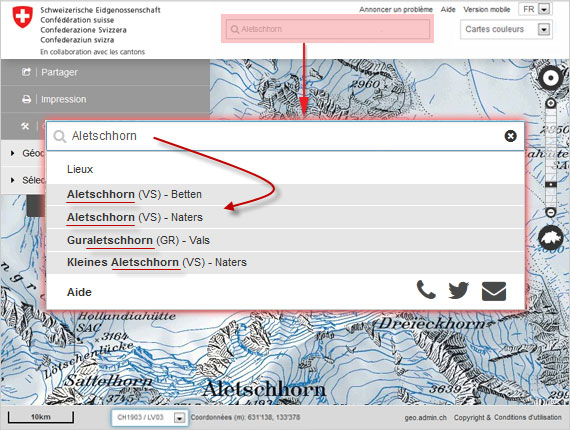 Schweizerische Eidgenossenschaft
Confédération suisse
Confederazione Svizzera
Confederaziun svizra
En collaboration avec les cantons
Annoncer un problème Aide Version mobile FR
Aletschhorn
Cartes couleurs
Partager
Impression
2960
Géo
Sélec
Aletschhorn
Lieux
Aletschhorn (VS) - Betten
Aletschhorn (VS) - Naters
Guraletschhorn (GR) - Vals
Kleines Aletschhorn (VS) - Naters
Aide
Hollandiahütte
SAC
3164
Lötschenlücke
Sattelhorn
Dreieckhorn
Aletschhorn
10km
CH1903 / LV03
Coordonnées (m): 631'138, 133'378
geo.admin.ch Copyright & Conditions d'utilisation